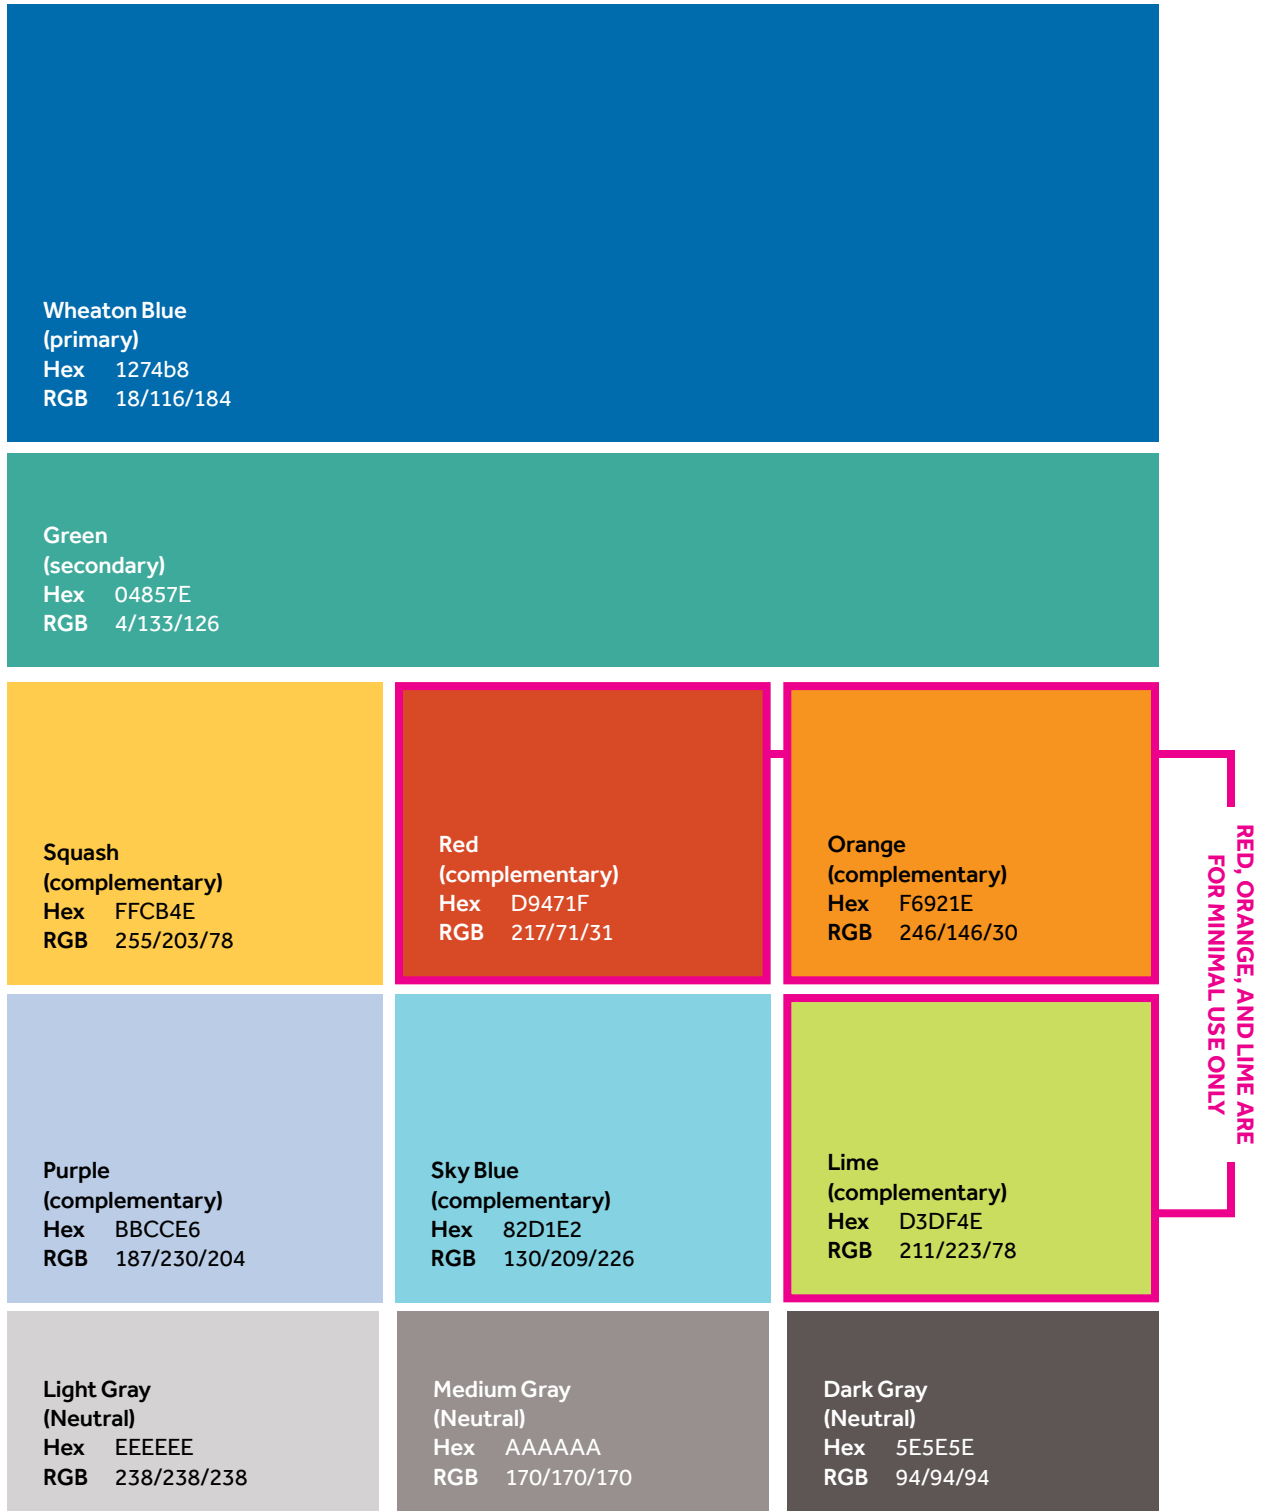 Wheaton Blue
(primary)
Hex 1274b8
RGB 18/116/184
Green
(secondary)
Hex 04857E
RGB 4/133/126
Squash
(complementary)
Hex FFCB4E
RGB 255/203/78
Red
(complementary)
Hex D9471F
RGB 217/71/31
Orange
(complementary)
Hex F6921E
RGB 246/146/30
RED, ORANGE, AND LIME ARE
FOR MINIMAL USE ONLY
Purple
(complementary)
Hex BBCCE6
RGB 187/230/204
Sky Blue
(complementary)
Hex 82D1E2
RGB 130/209/226
Lime
(complementary)
Hex D3DF4E
RGB 211/223/78
Light Gray
(Neutral)
Hex EEEEEE
RGB 238/238/238
Medium Gray
(Neutral)
Hex AAAAAA
RGB 170/170/170
Dark Gray
(Neutral)
Hex 5E5E5E
RGB 94/94/94